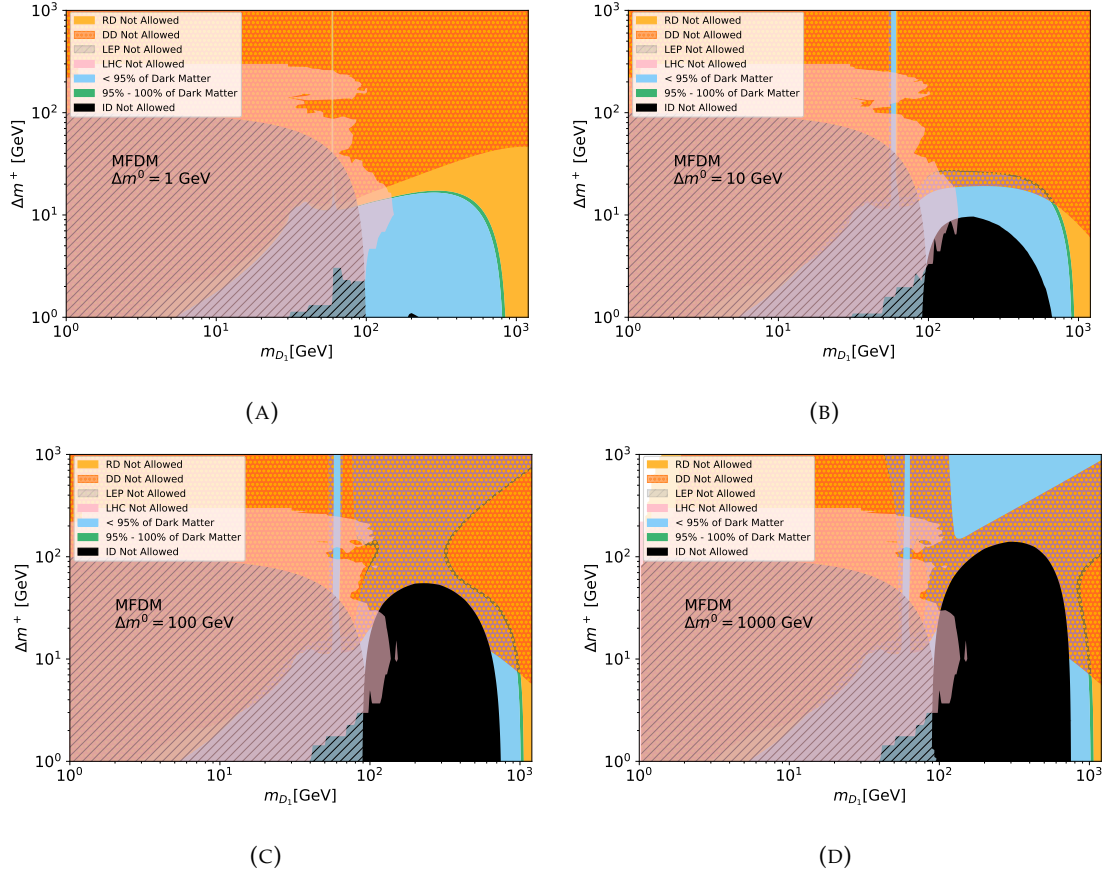 10³
10²
10¹
10⁰
Δm⁺ [GeV]
RD Not Allowed
DD Not Allowed
LEP Not Allowed
LHC Not Allowed
< 95% of Dark Matter
95% - 100% of Dark Matter
ID Not Allowed
MFDM
Δm⁰ = 1 GeV
10⁰ 10¹ 10² 10³
m_{D₁}[GeV]
(A)
10³
10²
10¹
10⁰
Δm⁺ [GeV]
RD Not Allowed
DD Not Allowed
LEP Not Allowed
LHC Not Allowed
< 95% of Dark Matter
95% - 100% of Dark Matter
ID Not Allowed
MFDM
Δm⁰ = 10 GeV
10⁰ 10¹ 10² 10³
m_{D₁}[GeV]
(B)
10³
10²
10¹
10⁰
Δm⁺ [GeV]
RD Not Allowed
DD Not Allowed
LEP Not Allowed
LHC Not Allowed
< 95% of Dark Matter
95% - 100% of Dark Matter
ID Not Allowed
MFDM
Δm⁰ = 100 GeV
10⁰ 10¹ 10² 10³
m_{D₁}[GeV]
(C)
10³
10²
10¹
10⁰
Δm⁺ [GeV]
RD Not Allowed
DD Not Allowed
LEP Not Allowed
LHC Not Allowed
< 95% of Dark Matter
95% - 100% of Dark Matter
ID Not Allowed
MFDM
Δm⁰ = 1000 GeV
10⁰ 10¹ 10² 10³
m_{D₁}[GeV]
(D)